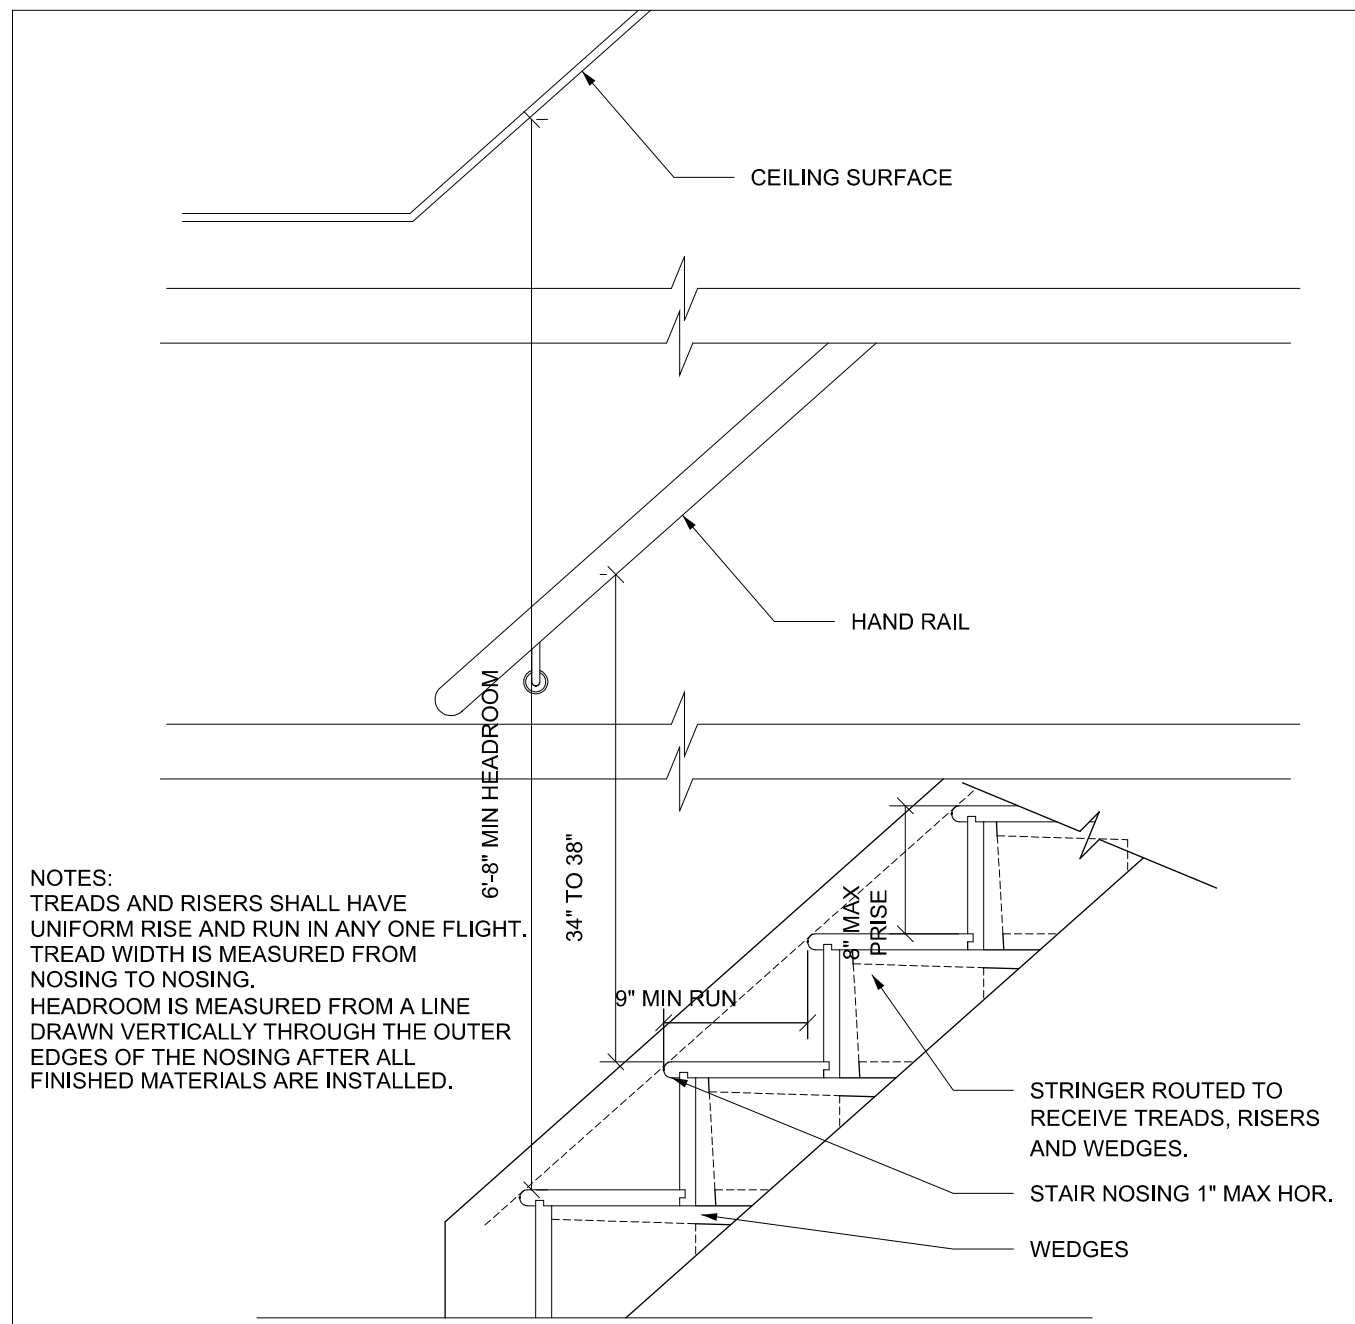 CEILING SURFACE
HAND RAIL
6'-8" MIN HEADROOM
34" TO 38"
8" MAX
PRISE
9" MIN RUN
NOTES:
TREADS AND RISERS SHALL HAVE
UNIFORM RISE AND RUN IN ANY ONE FLIGHT.
TREAD WIDTH IS MEASURED FROM
NOSING TO NOSING.
HEADROOM IS MEASURED FROM A LINE
DRAWN VERTICALLY THROUGH THE OUTER
EDGES OF THE NOSING AFTER ALL
FINISHED MATERIALS ARE INSTALLED.
STRINGER ROUTED TO
RECEIVE TREADS, RISERS
AND WEDGES.
STAIR NOSING 1" MAX HOR.
WEDGES